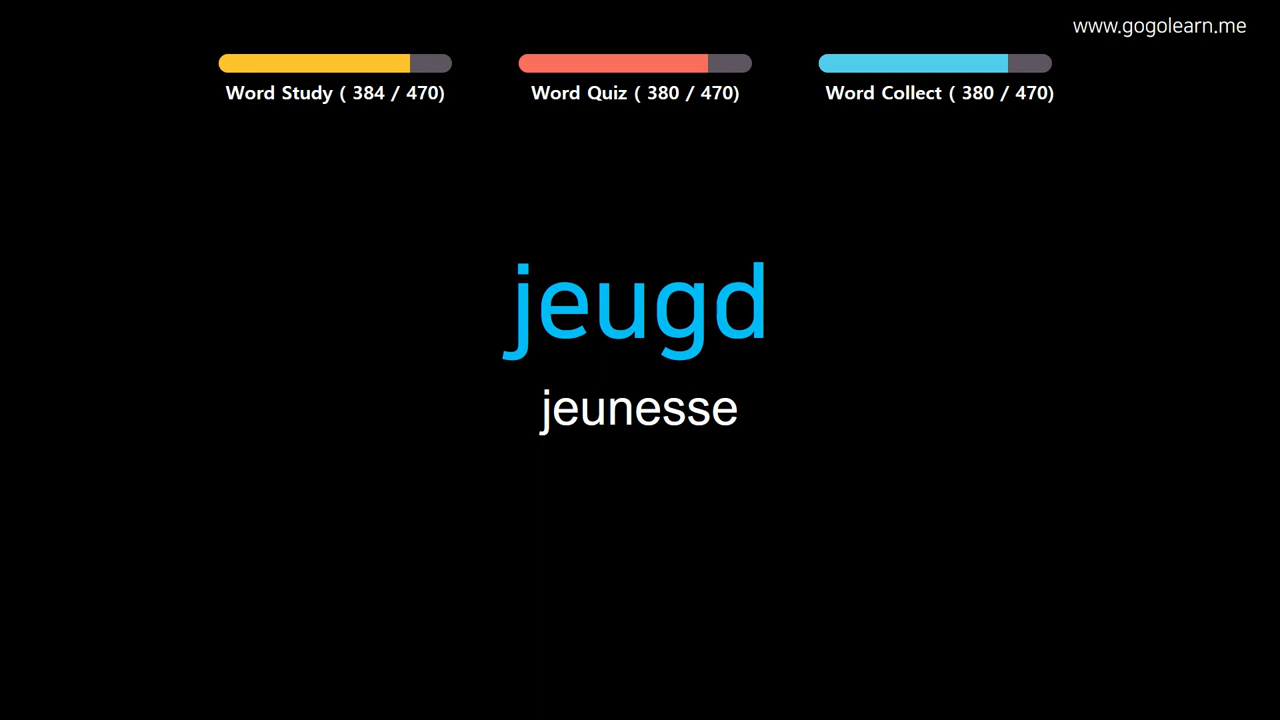 www.gogolearn.me
Word Study ( 384 / 470)
Word Quiz ( 380 / 470)
Word Collect ( 380 / 470)
jeugd
jeunesse